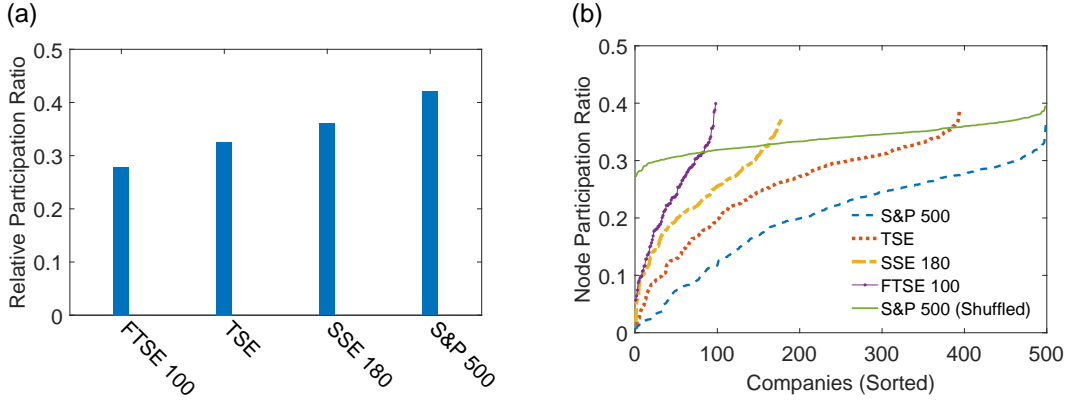 (a)
Relative Participation Ratio
0.5
0.4
0.3
0.2
0.1
0
FTSE 100
TSE
SSE 180
S&P 500
(b)
Node Participation Ratio
0.5
0.4
0.3
0.2
0.1
0
S&P 500
TSE
SSE 180
FTSE 100
S&P 500 (Shuffled)
0 100 200 300 400 500
Companies (Sorted)